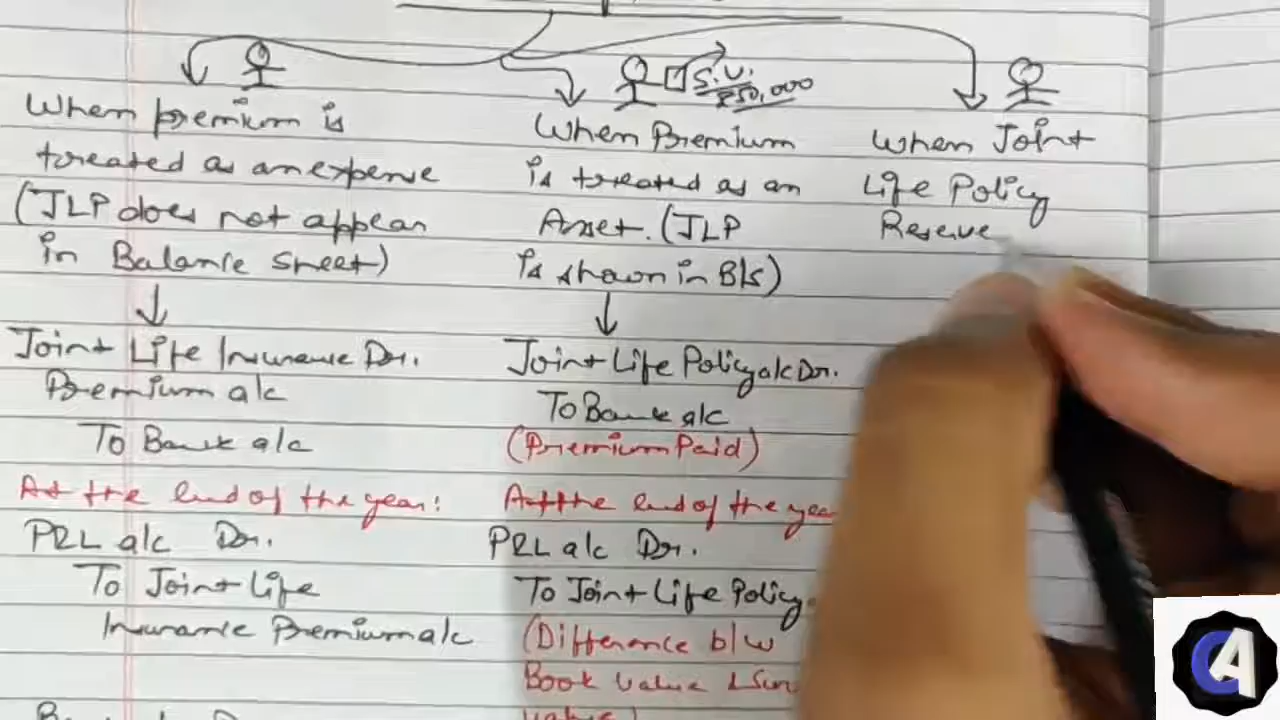 When premium is
treated as an expense
(JLP does not appear
in Balance Sheet)
Joint Life Insurance Dr.
Premium a/c
To Bank a/c
At the end of the year:
P&L a/c Dr.
To Joint Life
Insurance Premium a/c
S.V.
₹50,000
When Premium
is treated as an
Asset. (JLP
is shown in B/S)
Joint Life Policy a/c Dr.
To Bank a/c
(Premium Paid)
At the end of the year
P&L a/c Dr.
To Joint Life Policy
(Difference b/w
Book value & Surr
value)
When Joint
Life Policy
Reserve
CA